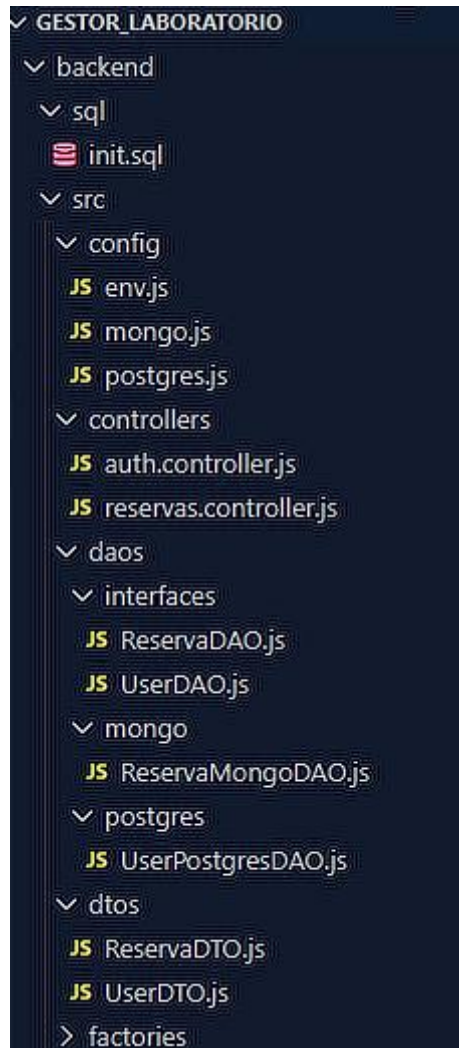 GESTOR_LABORATORIO
backend
sql
init.sql
src
config
JS env.js
JS mongo.js
JS postgres.js
controllers
JS auth.controller.js
JS reservas.controller.js
daos
interfaces
JS ReservaDAO.js
JS UserDAO.js
mongo
JS ReservaMongoDAO.js
postgres
JS UserPostgresDAO.js
dtos
JS ReservaDTO.js
JS UserDTO.js
factories